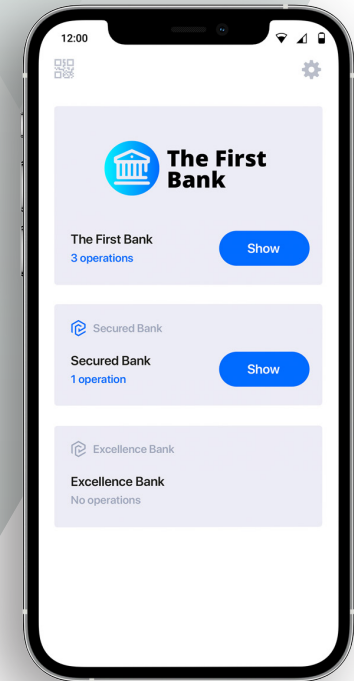 12:00
The First
Bank
The First Bank
3 operations
Show
Secured Bank
Secured Bank
1 operation
Show
Excellence Bank
Excellence Bank
No operations